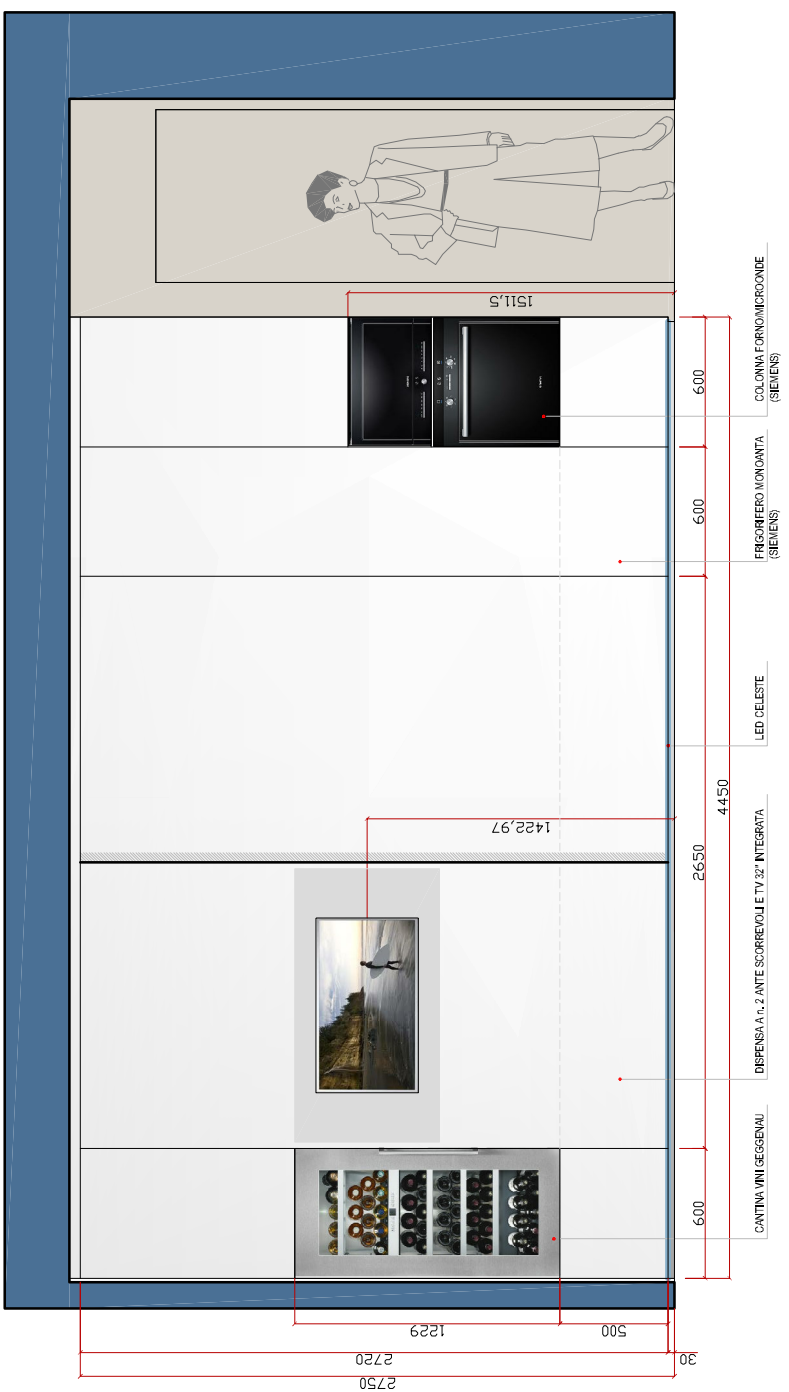 CANTINA VINI GEGGENAU
DISPENSA A n. 2 ANTE SCORREVOLI E TV 32" INTEGRATA
LED CELESTE
FRIGORIFERO MONOANTA
(SIEMENS)
COLONNA FORNO/MICROONDE
(SIEMENS)
600
2650
600
600
4450
1511,5
1422,97
1229
500
2720
30
2750